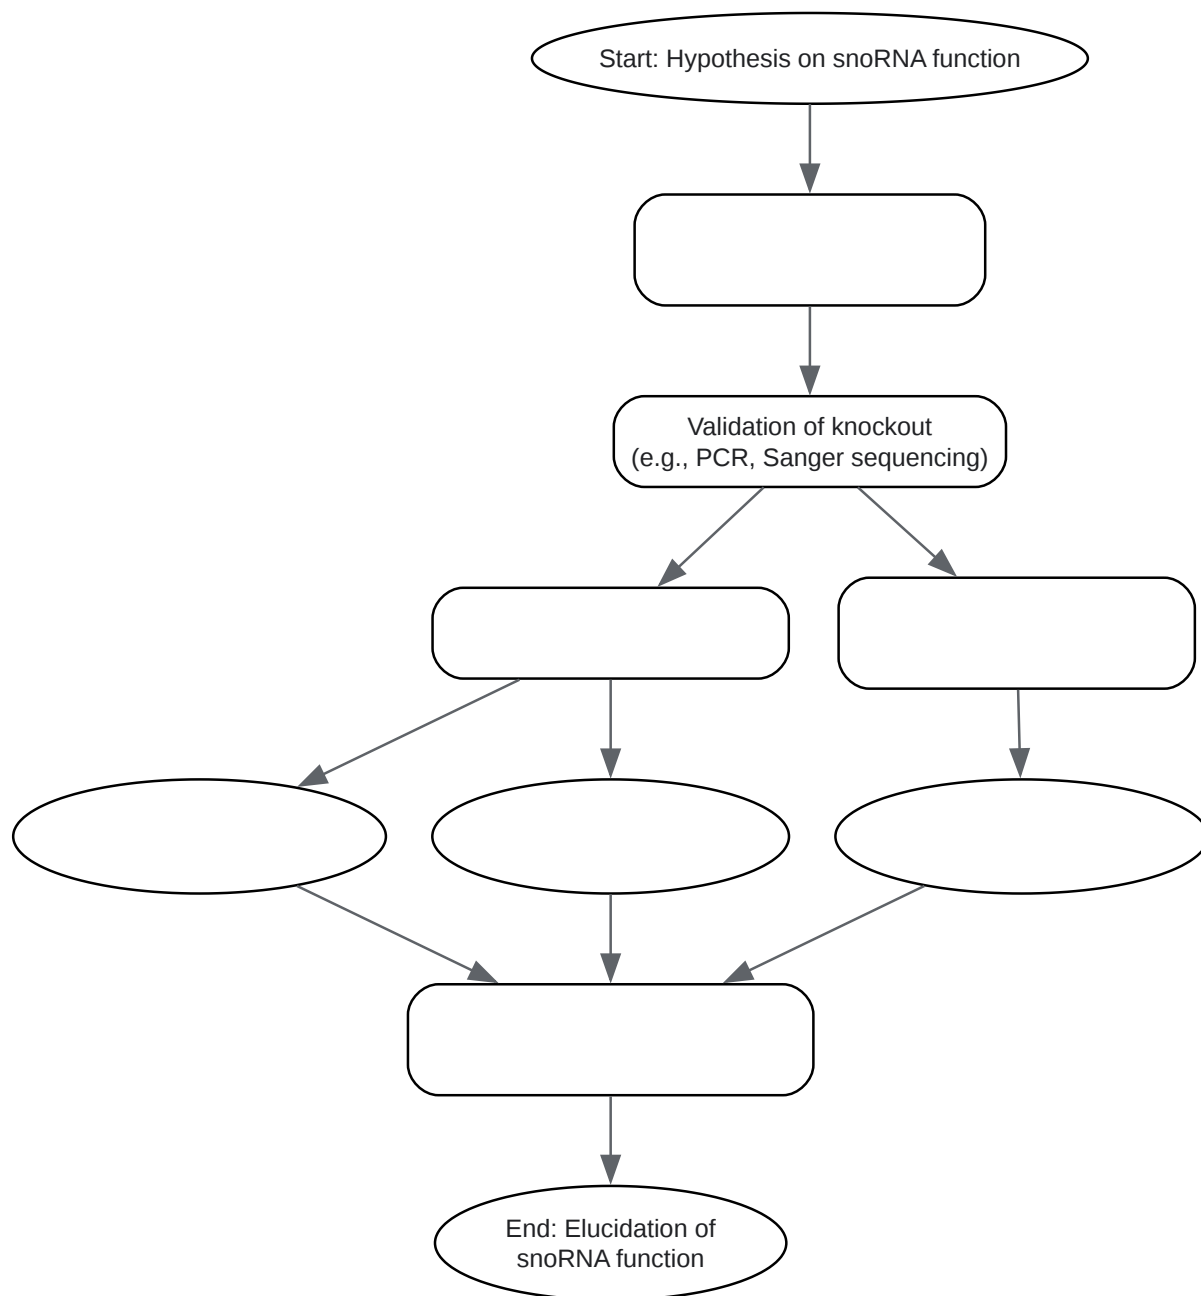 Start: Hypothesis on snoRNA function
Validation of knockout
(e.g., PCR, Sanger sequencing)
End: Elucidation of
snoRNA function